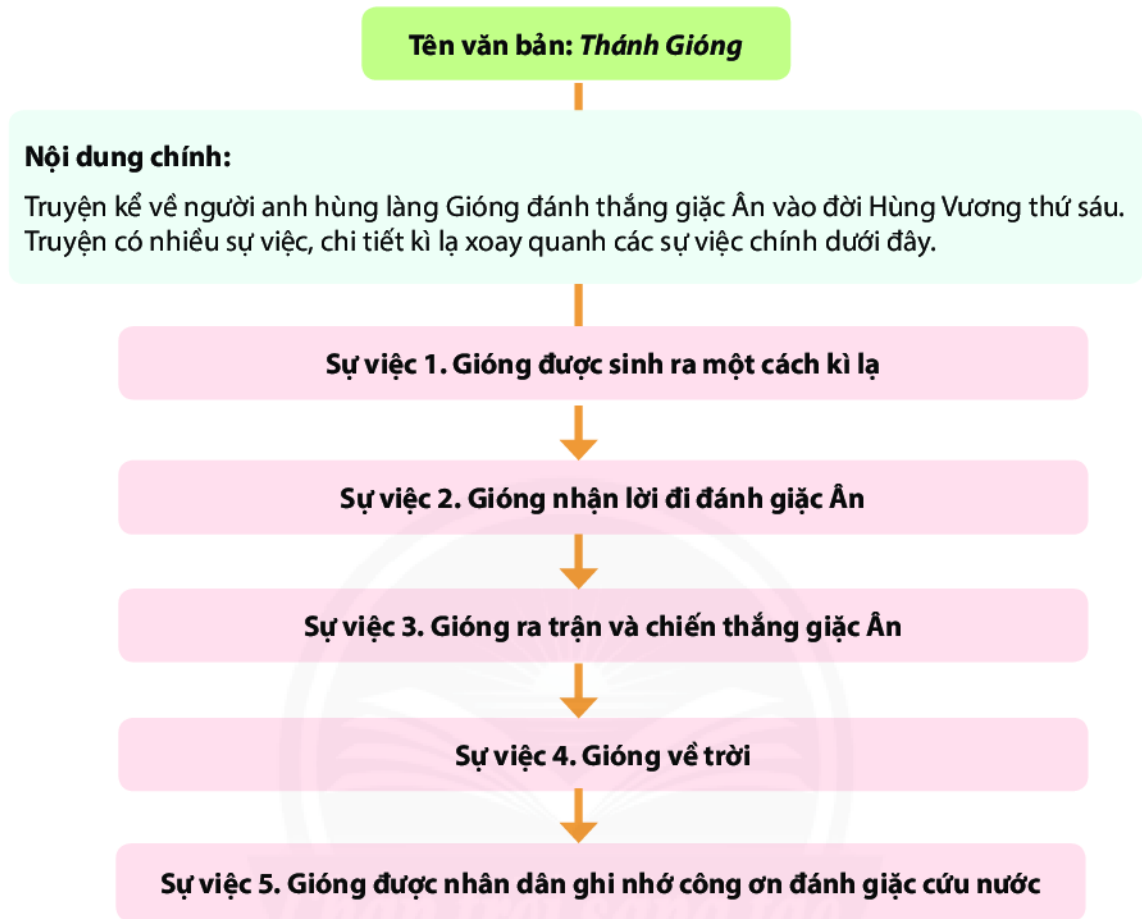 Tên văn bản: Thánh Gióng
Nội dung chính:
Truyện kể về người anh hùng làng Gióng đánh thắng giặc Ân vào đời Hùng Vương thứ sáu.
Truyện có nhiều sự việc, chi tiết kì lạ xoay quanh các sự việc chính dưới đây.
Sự việc 1. Gióng được sinh ra một cách kì lạ
Sự việc 2. Gióng nhận lời đi đánh giặc Ân
Sự việc 3. Gióng ra trận và chiến thắng giặc Ân
Sự việc 4. Gióng về trời
Sự việc 5. Gióng được nhân dân ghi nhớ công ơn đánh giặc cứu nước